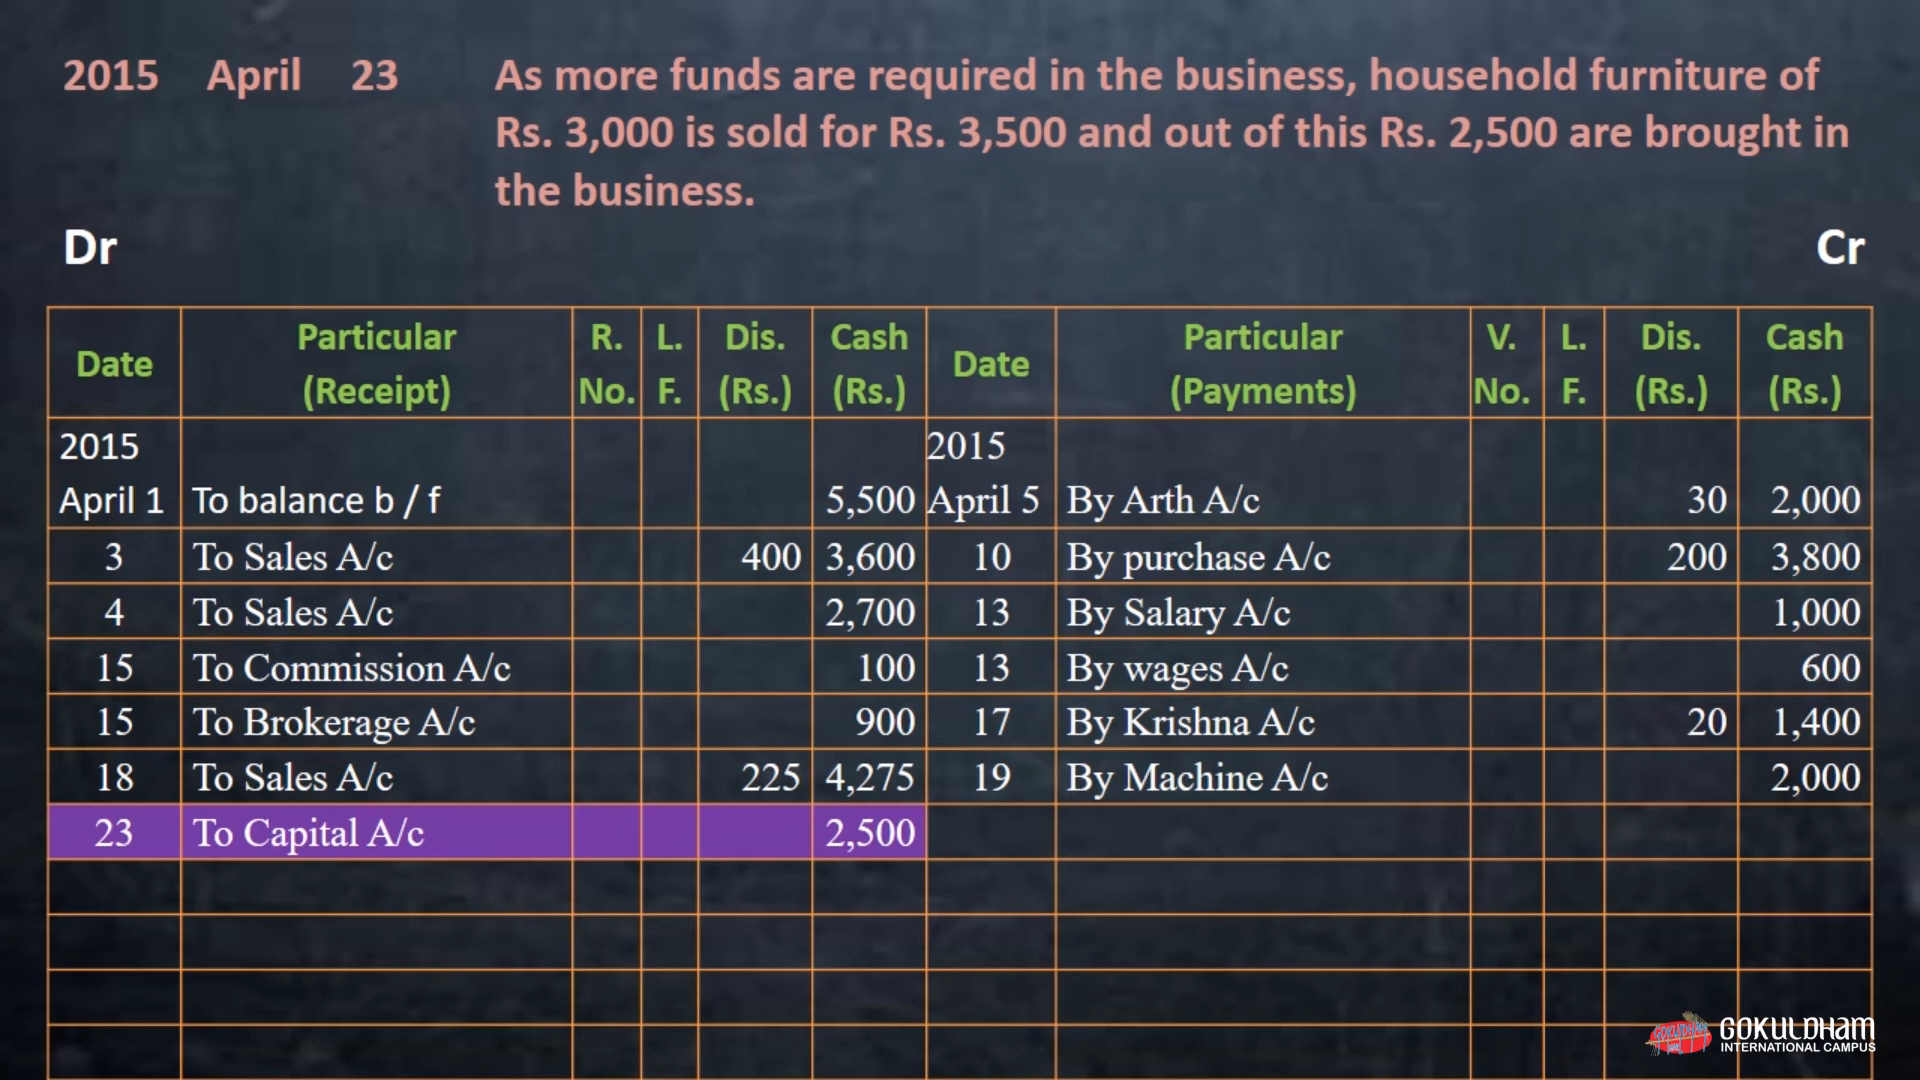 2015 April 23 As more funds are required in the business, household furniture of
Rs. 3,000 is sold for Rs. 3,500 and out of this Rs. 2,500 are brought in
the business.
Dr Cr
Date Particular (Receipt) R. No. L. F. Dis. (Rs.) Cash (Rs.) Date Particular (Payments) V. No. L. F. Dis. (Rs.) Cash (Rs.)
2015 2015
April 1 To balance b / f 5,500 April 5 By Arth A/c 30 2,000
3 To Sales A/c 400 3,600 10 By purchase A/c 200 3,800
4 To Sales A/c 2,700 13 By Salary A/c 1,000
15 To Commission A/c 100 13 By wages A/c 600
15 To Brokerage A/c 900 17 By Krishna A/c 20 1,400
18 To Sales A/c 225 4,275 19 By Machine A/c 2,000
23 To Capital A/c 2,500
GOKULDHAM
INTERNATIONAL CAMPUS